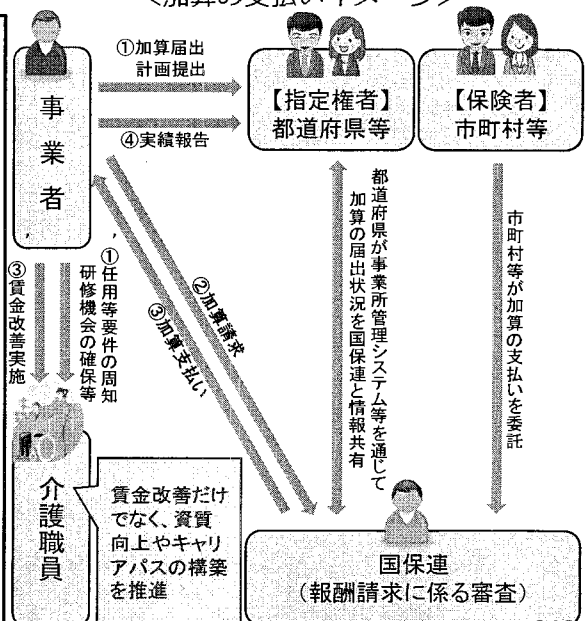 <加算の支払いイメージ>
①加算届出
計画提出
④実績報告
事業者
【指定権者】
都道府県等
【保険者】
市町村等
③賃金改善実施
①任用等要件の周知
研修機会の確保等
②加算請求
③加算支払い
都道府県が事業所管理システム等を通じて
加算の届出状況を国保連と情報共有
市町村等が加算の支払いを委託
介護職員
賃金改善だけ
でなく、資質
向上やキャリ
アパスの構築
を推進
国保連
(報酬請求に係る審査)